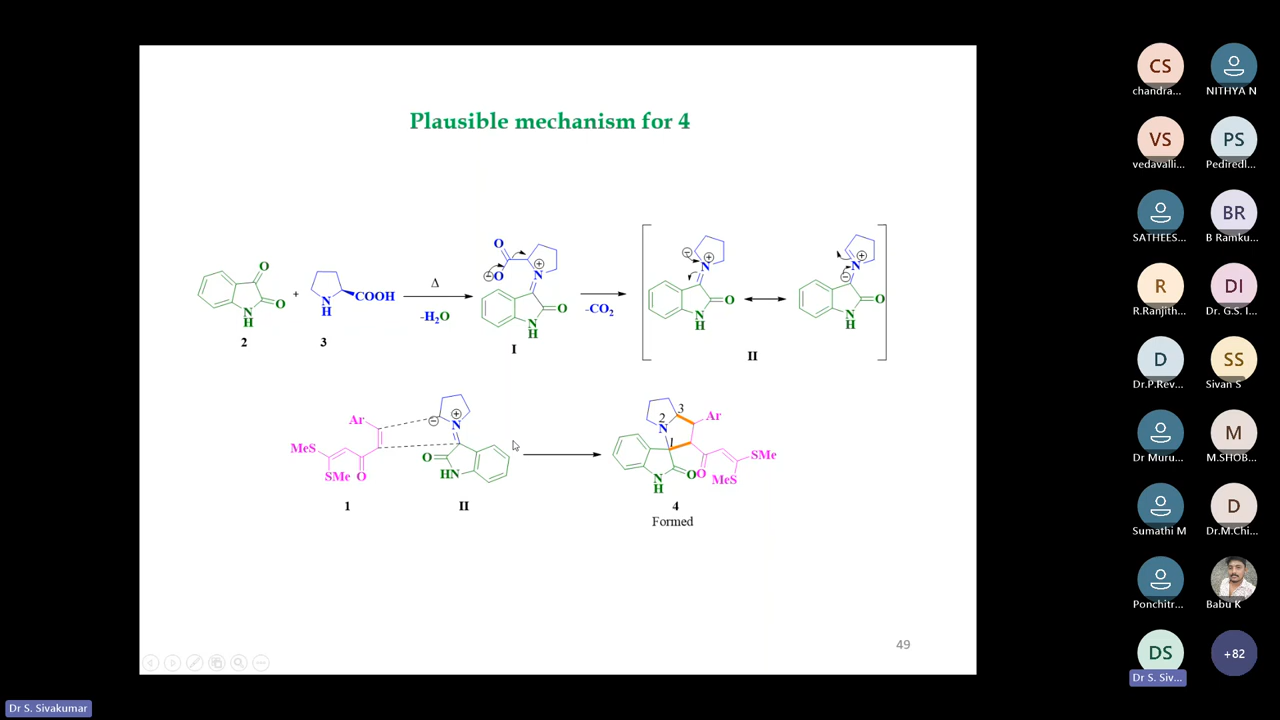 Plausible mechanism for 4
O
O
N
H
2
+
N
H
COOH
3
Δ
-H2O
O
⊖O
N
⊕
O
N
H
I
-CO2
⊖
N
⊕
O
N
H
N
⊕
⊖
O
N
H
II
Ar
MeS
SMe
O
1
⊖
⊕
N
O
HN
II
2
3
N
1
Ar
O
O
N
H
SMe
MeS
4
Formed
49
CS
chandra...
NITHYA N
VS
vedavalli...
PS
Pediredl...
SATHEES...
BR
B Ramku...
R
R.Ranjith...
DI
Dr. G.S. I...
D
Dr.P.Rev...
SS
Sivan S
Dr Muru...
M
M.SHOB...
Sumathi M
D
Dr.M.Chi...
Ponchitr...
Babu K
DS
Dr S. Siv...
+82
Dr S. Sivakumar